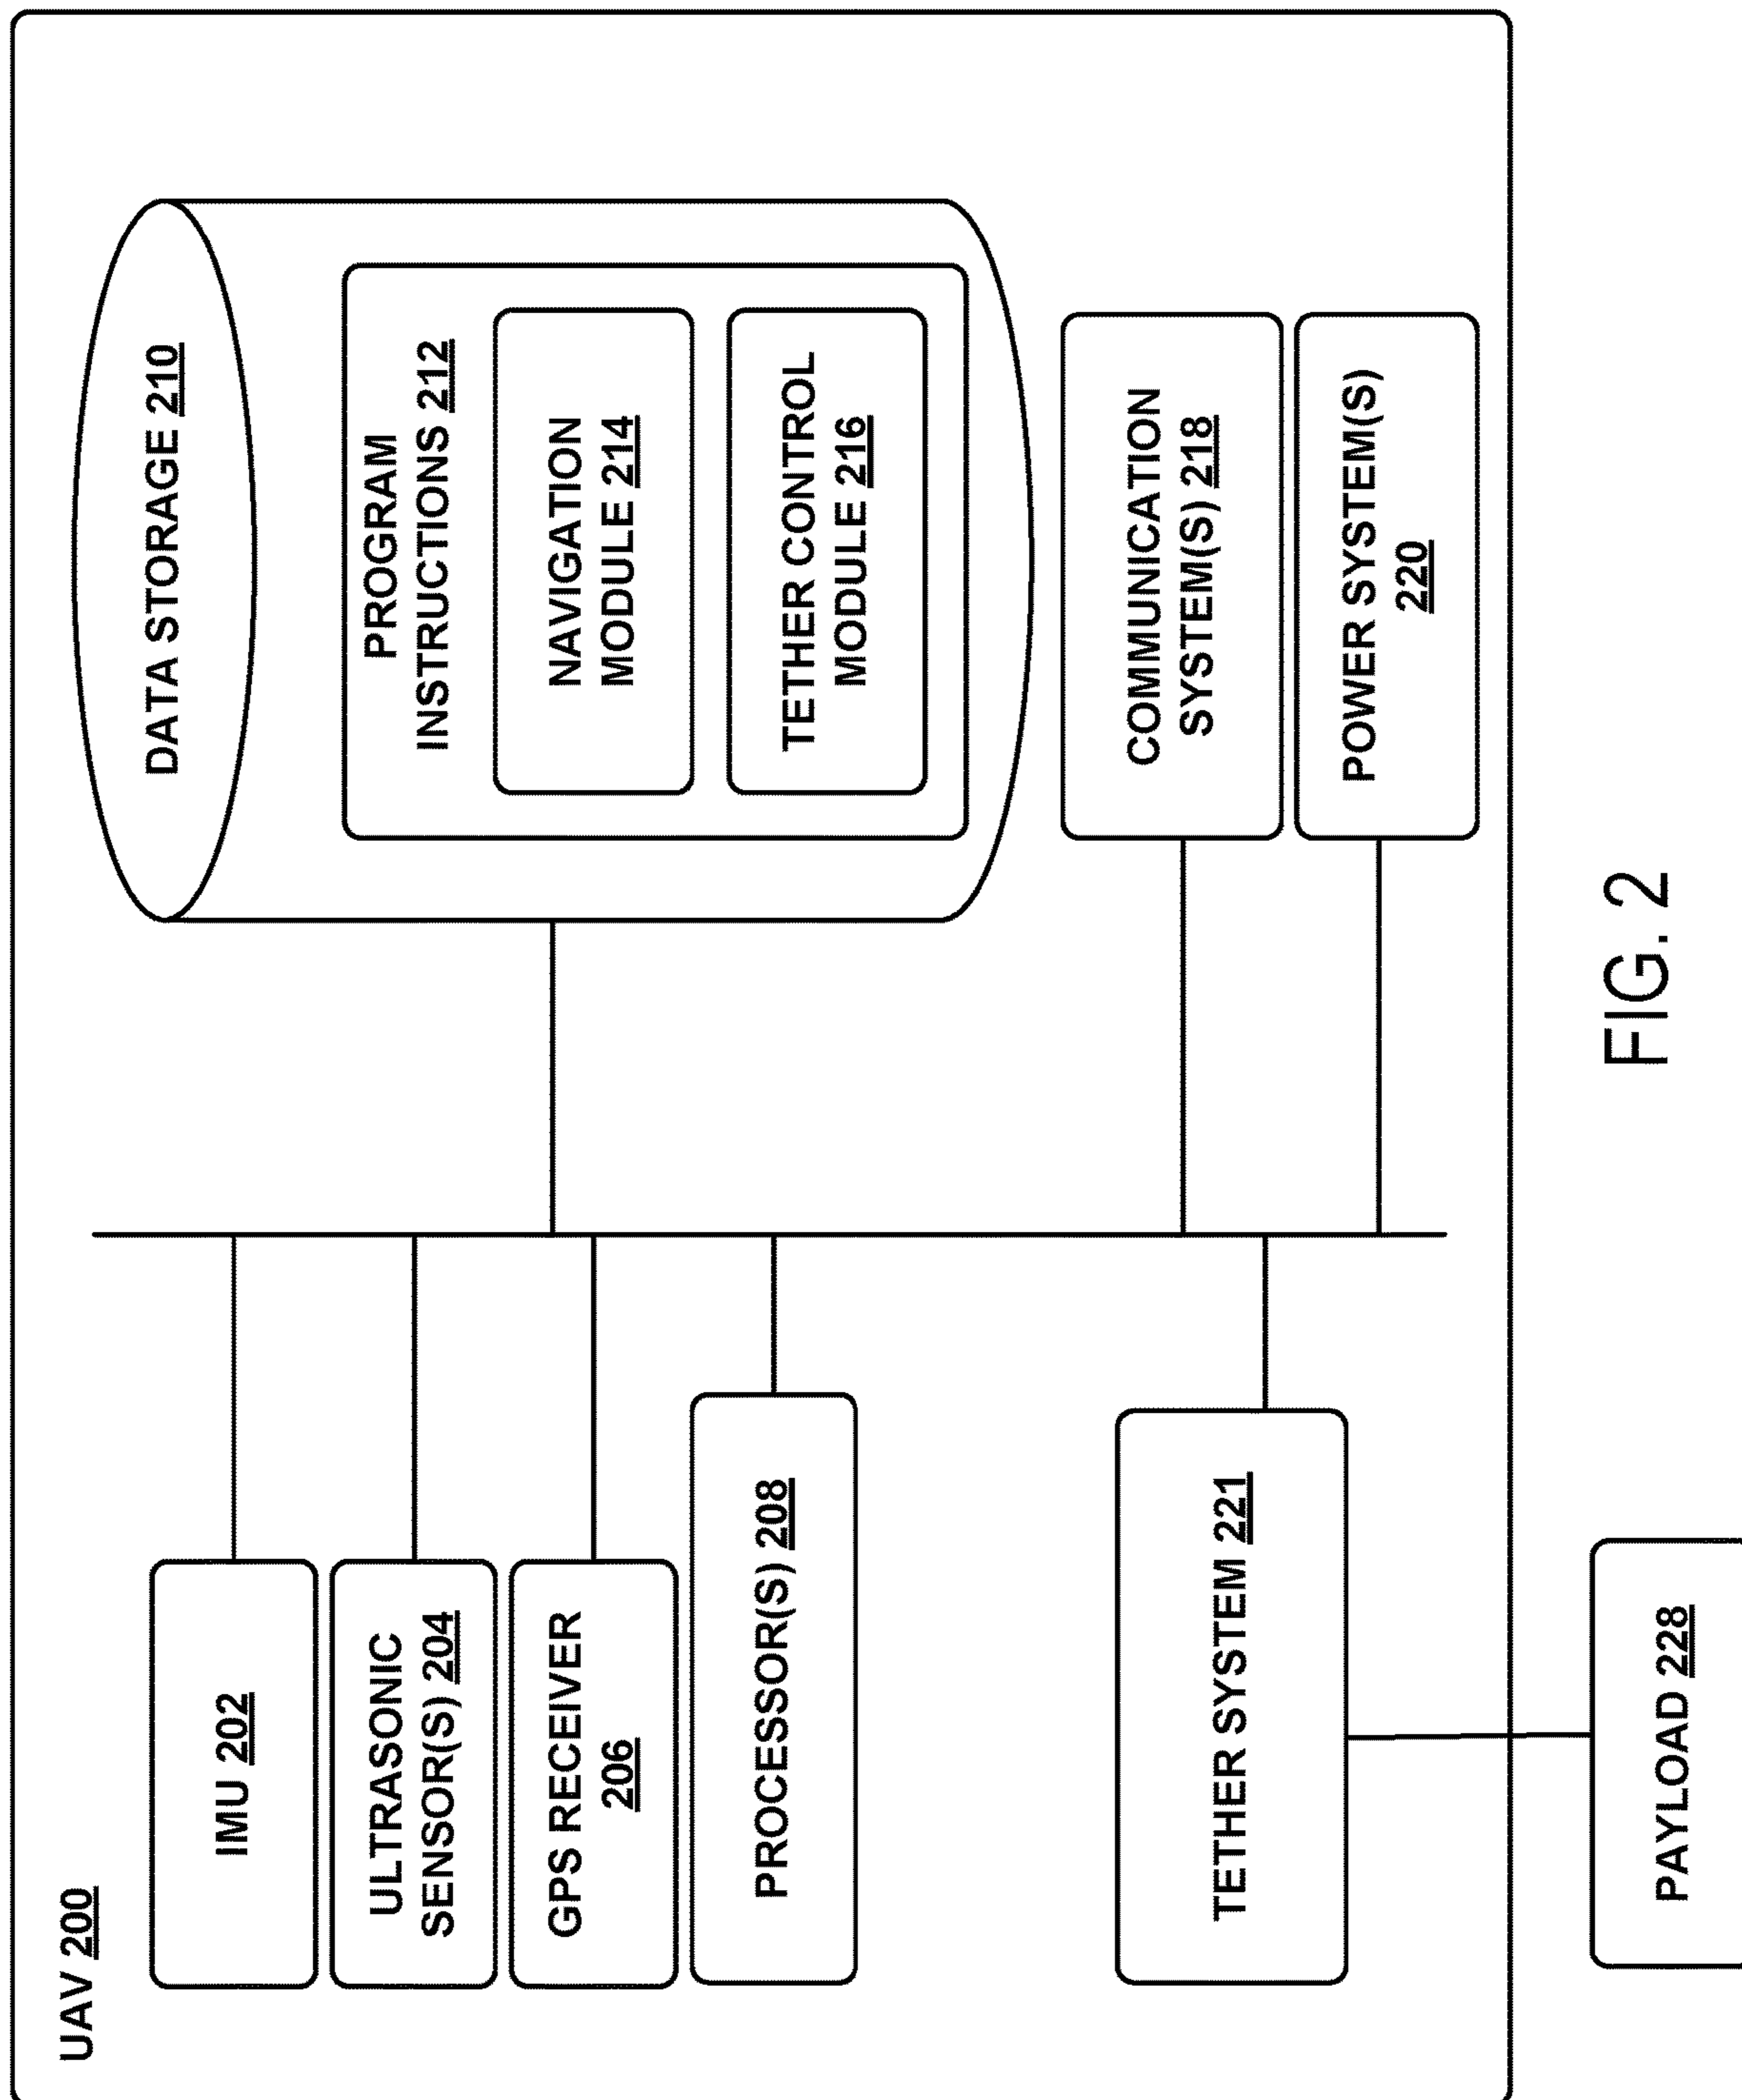 UAV 200
IMU 202
ULTRASONIC
SENSOR(S) 204
GPS RECEIVER
206
PROCESSOR(S) 208
TETHER SYSTEM 221
PAYLOAD 228
DATA STORAGE 210
PROGRAM
INSTRUCTIONS 212
NAVIGATION
MODULE 214
TETHER CONTROL
MODULE 216
COMMUNICATION
SYSTEM(S) 218
POWER SYSTEM(S)
220
FIG. 2